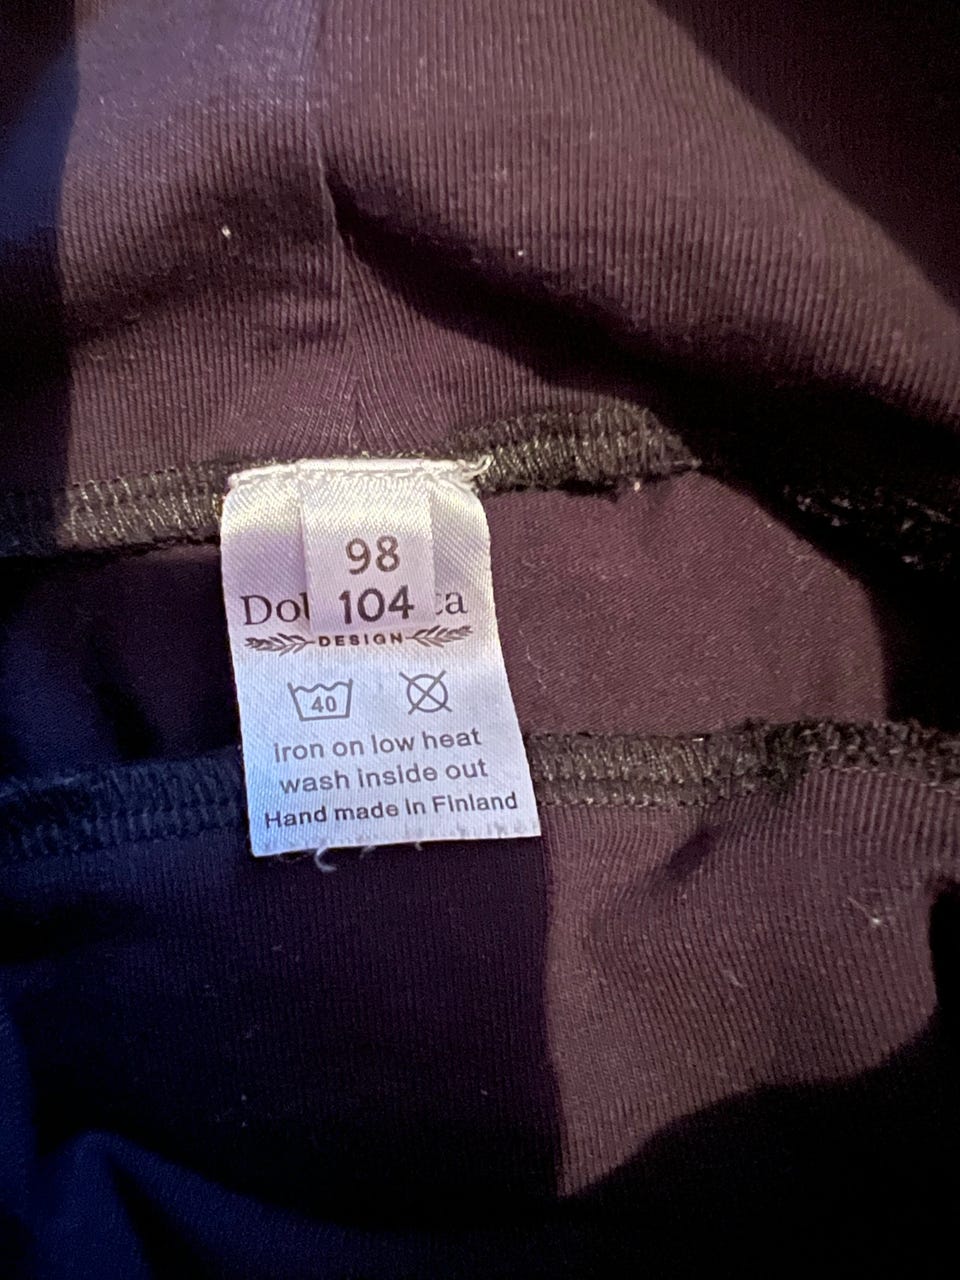 98
104
DESIGN
40
iron on low heat
wash inside out
Hand made in Finland